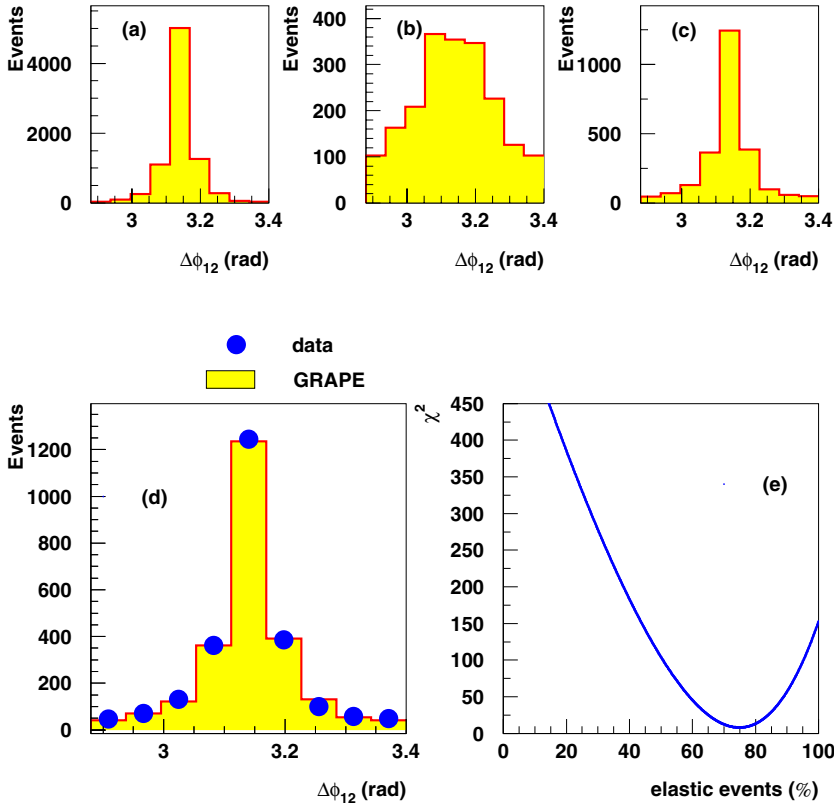 Events
(a)
4000
2000
0
3
3.2
3.4
Δϕ12 (rad)
Events
(b)
400
300
200
100
0
3
3.2
3.4
Δϕ12 (rad)
Events
(c)
1000
500
0
3
3.2
3.4
Δϕ12 (rad)
data
GRAPE
Events
(d)
1200
1000
800
600
400
200
0
3
3.2
3.4
Δϕ12 (rad)
χ2
(e)
450
400
350
300
250
200
150
100
50
0
0
20
40
60
80
100
elastic events (%)